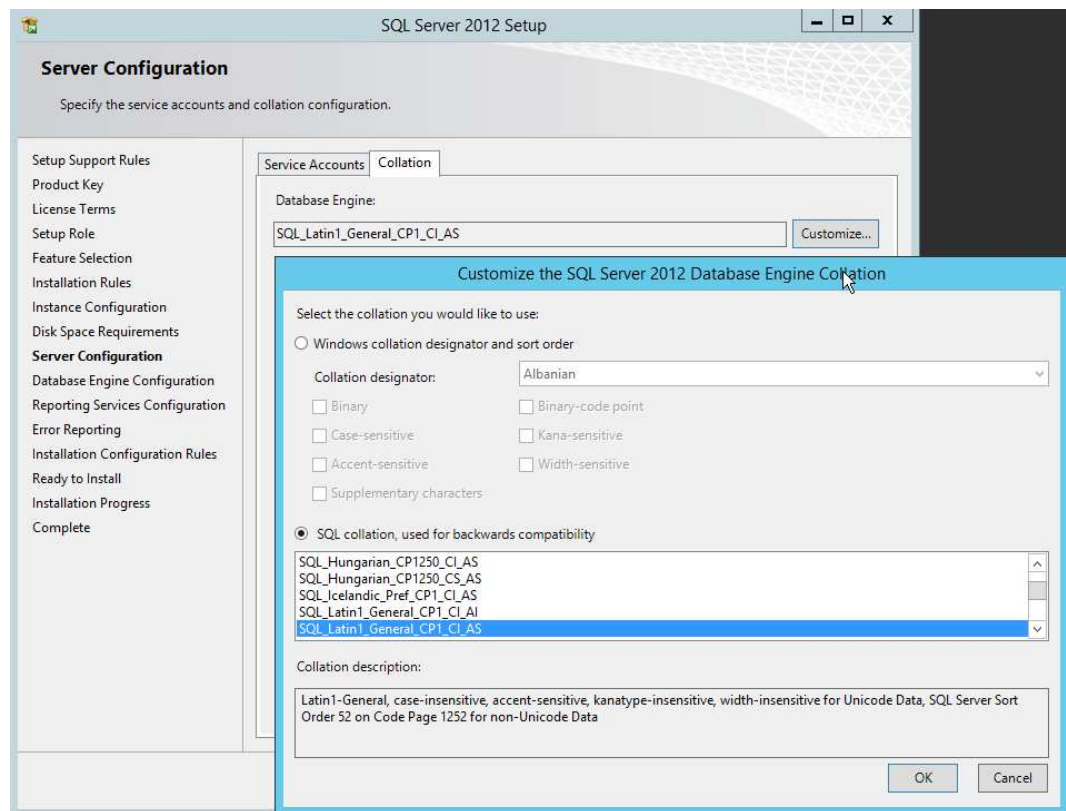 SQL Server 2012 Setup
Server Configuration
Specify the service accounts and collation configuration.
Setup Support Rules
Product Key
License Terms
Setup Role
Feature Selection
Installation Rules
Instance Configuration
Disk Space Requirements
Server Configuration
Database Engine Configuration
Reporting Services Configuration
Error Reporting
Installation Configuration Rules
Ready to Install
Installation Progress
Complete
Service Accounts
Collation
Database Engine:
SQL_Latin1_General_CP1_CI_AS
Customize...
Customize the SQL Server 2012 Database Engine Collation
Select the collation you would like to use:
Windows collation designator and sort order
Collation designator:
Albanian
Binary
Binary-code point
Case-sensitive
Kana-sensitive
Accent-sensitive
Width-sensitive
Supplementary characters
SQL collation, used for backwards compatibility
SQL_Hungarian_CP1250_CI_AS
SQL_Hungarian_CP1250_CS_AS
SQL_Icelandic_Pref_CP1_CI_AS
SQL_Latin1_General_CP1_CI_AI
SQL_Latin1_General_CP1_CI_AS
Collation description:
Latin1-General, case-insensitive, accent-sensitive, kanatype-insensitive, width-insensitive for Unicode Data, SQL Server Sort
Order 52 on Code Page 1252 for non-Unicode Data
OK
Cancel